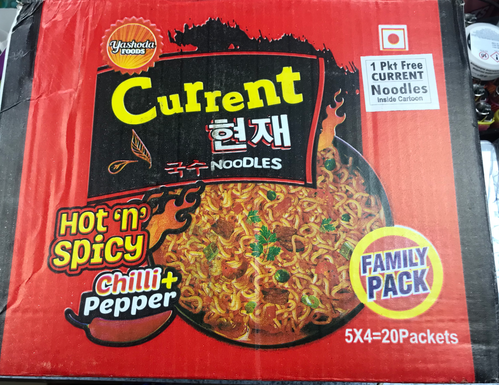 Yashoda
FOODS
Current
현재
국수 NOODLES
1 Pkt Free
CURRENT
Noodles
Inside Cartoon
HOT 'n'
SPICY
Chilli+
Pepper
FAMILY
PACK
5X4=20Packets